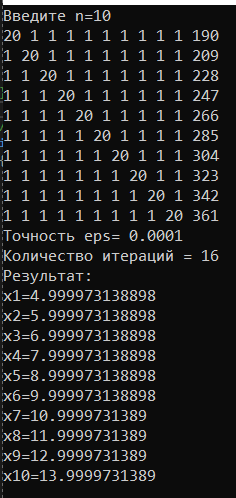 Введите n=10
20 1 1 1 1 1 1 1 1 1 190
1 20 1 1 1 1 1 1 1 1 209
1 1 20 1 1 1 1 1 1 1 228
1 1 1 20 1 1 1 1 1 1 247
1 1 1 1 20 1 1 1 1 1 266
1 1 1 1 1 20 1 1 1 1 285
1 1 1 1 1 1 20 1 1 1 304
1 1 1 1 1 1 1 20 1 1 323
1 1 1 1 1 1 1 1 20 1 342
1 1 1 1 1 1 1 1 1 20 361
Точность eps= 0.0001
Количество итераций = 16
Результат:
x1=4.999973138898
x2=5.999973138898
x3=6.999973138898
x4=7.999973138898
x5=8.999973138898
x6=9.999973138898
x7=10.9999731389
x8=11.9999731389
x9=12.9999731389
x10=13.9999731389